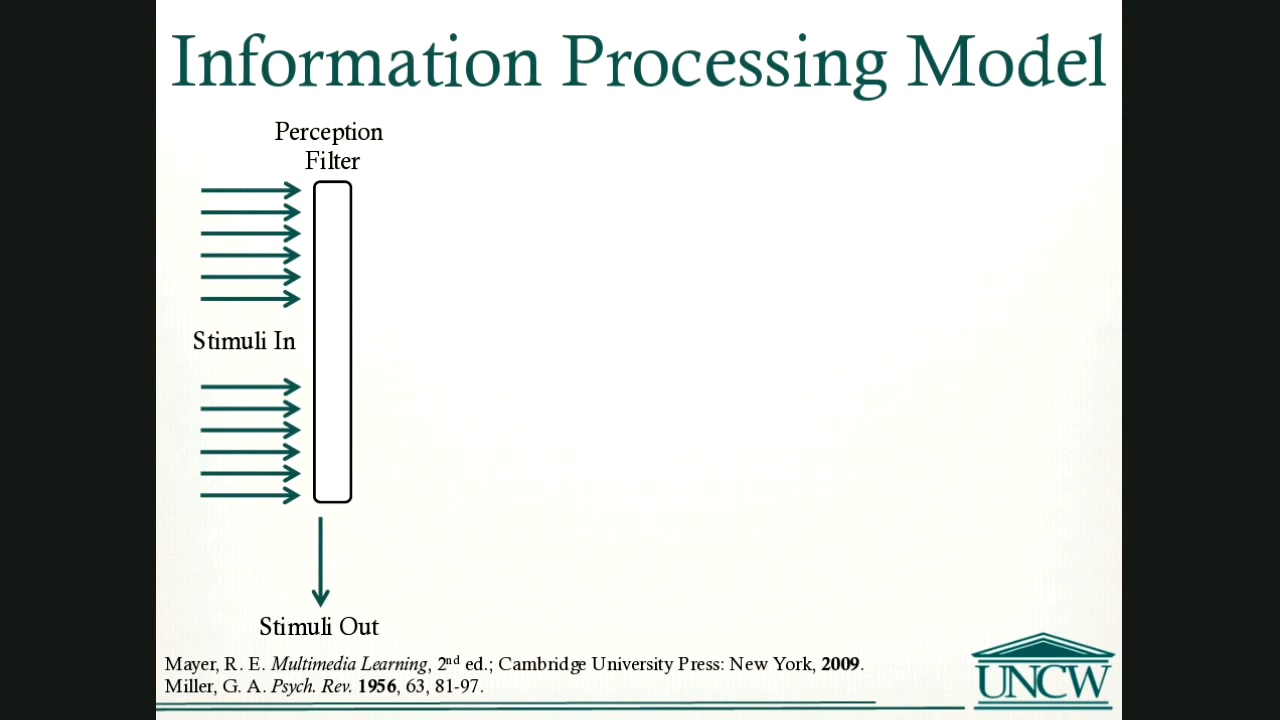 Information Processing Model
Perception
Filter
Stimuli In
Stimuli Out
Mayer, R. E. Multimedia Learning, 2nd ed.; Cambridge University Press: New York, 2009.
Miller, G. A. Psych. Rev. 1956, 63, 81-97.
UNCW